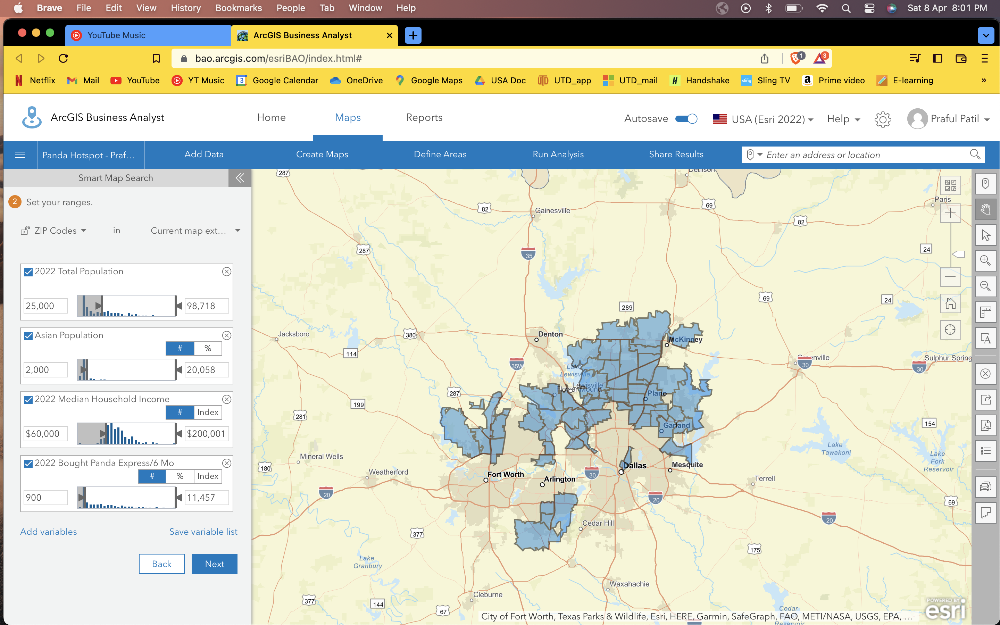 Brave File Edit View History Bookmarks People Tab Window Help Sat 8 Apr 8:01 PM
YouTube Music ArcGIS Business Analyst
bao.arcgis.com/esriBAO/index.html# 1 3
Netflix Mail YouTube YT Music 3 Google Calendar OneDrive Google Maps USA Doc UTD_app UTD_mail Handshake sling Sling TV Prime video E-learning »
ArcGIS Business Analyst Home Maps Reports Autosave USA (Esri 2022) Help Praful Patil
Panda Hotspot - Praf... Add Data Create Maps Define Areas Run Analysis Share Results Enter an address or location
Smart Map Search
2 Set your ranges.
ZIP Codes in Current map ext...
2022 Total Population
25,000 98,718
Asian Population
# %
2,000 20,058
2022 Median Household Income
# Index
$60,000 $200,001
2022 Bought Panda Express/6 Mo
# % Index
900 11,457
Add variables Save variable list
Back Next
287
Denison
Paris
82
69
Gainesville
82
287
35
24
69
24
289
Jacksboro
380
Denton
McKinney
114
35W
Lake
Lewisville
30
Sulphur Spring
30
287
Lewisville
Flower Mound
Plano
199
281
Garland
154
Lake
Tawakoni
Lake
Fork
Reservoir
Mineral Wells
180
Weatherford
Fort Worth
Arlington
30
Dallas
Mesquite
Terrell
20
20
69
20
Cedar Hill
377
175
Lake
Granbury
Waxahachie
Cleburne
377
144
67
Cedar
Reservoir
POWERED BY
esri
City of Fort Worth, Texas Parks & Wildlife, Esri, HERE, Garmin, SafeGraph, FAO, METI/NASA, USGS, EPA, ...